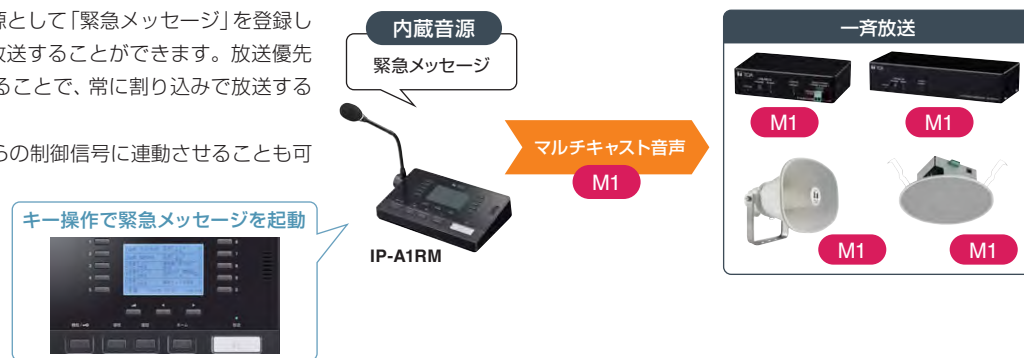 源として「緊急メッセージ」を登録し
放送することができます。放送優先
ることで、常に割り込みで放送する
らの制御信号に連動させることも可
内蔵音源
緊急メッセージ
キー操作で緊急メッセージを起動
IP-A1RM
マルチキャスト音声
M1
一斉放送
M1
M1
M1
M1